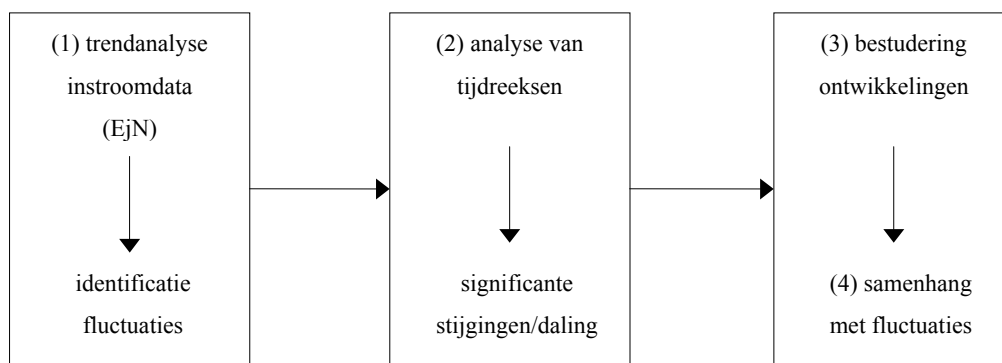 (1) trendanalyse
instroomdata
(EjN)
identificatie
fluctuaties
(2) analyse van
tijdreeksen
significante
stijgingen/daling
(3) bestudering
ontwikkelingen
(4) samenhang
met fluctuaties